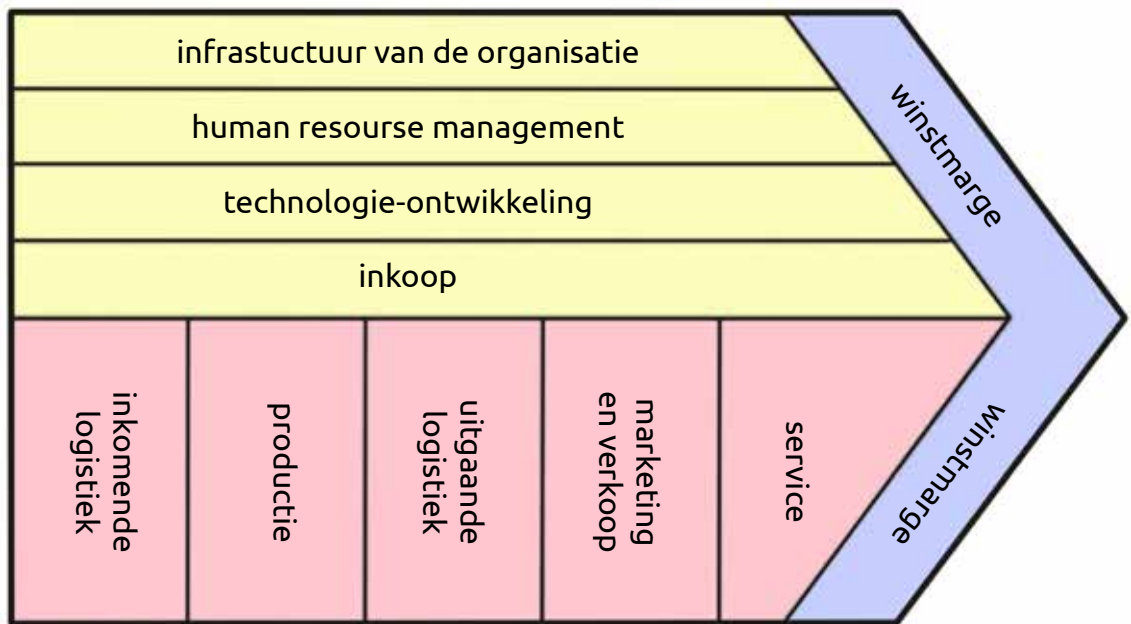 infrastuctuur van de organisatie
human resourse management
technologie-ontwikkeling
inkoop
winstmarge
inkomende
logistiek
productie
uitgaande
logistiek
marketing
en verkoop
service
winstmarge